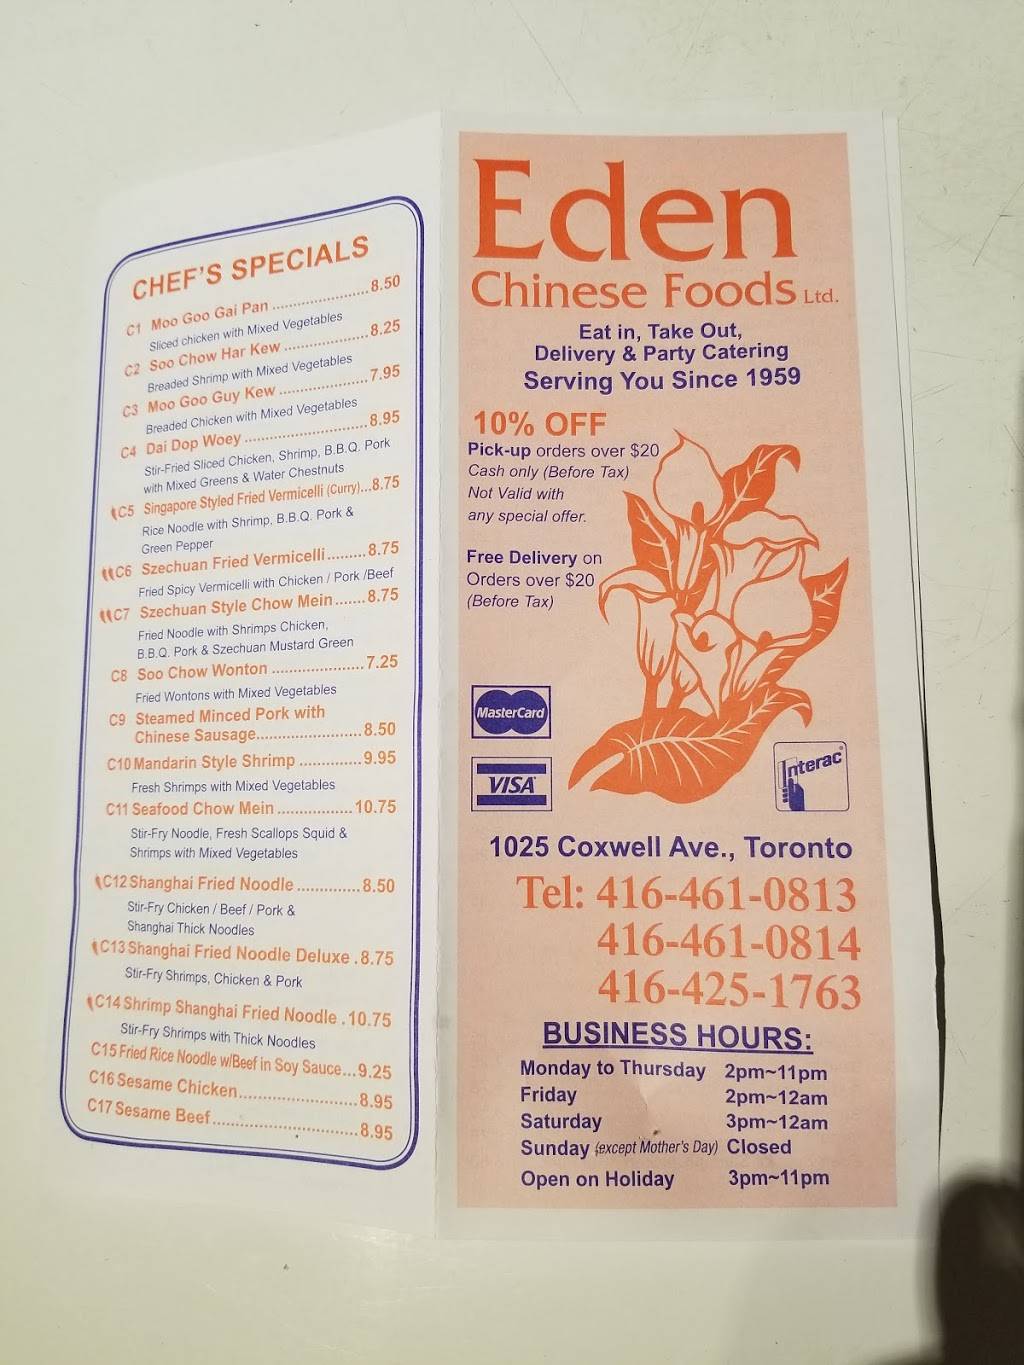 CHEF'S SPECIALS
C1 Moo Goo Gai Pan ......................8.50
Sliced chicken with Mixed Vegetables
C2 Soo Chow Har Kew ...................8.25
Breaded Shrimp with Mixed Vegetables
C3 Moo Goo Guy Kew ....................7.95
Breaded Chicken with Mixed Vegetables
C4 Dai Dop Woey ............................8.95
Stir-Fried Sliced Chicken, Shrimp, B.B.Q. Pork
with Mixed Greens & Water Chestnuts
C5 Singapore Styled Fried Vermicelli (Curry)...8.75
Rice Noodle with Shrimp, B.B.Q. Pork &
Green Pepper
C6 Szechuan Fried Vermicelli.........8.75
Fried Spicy Vermicelli with Chicken / Pork /Beef
C7 Szechuan Style Chow Mein.......8.75
Fried Noodle with Shrimps Chicken,
B.B.Q. Pork & Szechuan Mustard Green
C8 Soo Chow Wonton .....................7.25
Fried Wontons with Mixed Vegetables
C9 Steamed Minced Pork with
Chinese Sausage........................8.50
C10 Mandarin Style Shrimp .............9.95
Fresh Shrimps with Mixed Vegetables
C11 Seafood Chow Mein .................10.75
Stir-Fry Noodle, Fresh Scallops Squid &
Shrimps with Mixed Vegetables
C12 Shanghai Fried Noodle .............8.50
Stir-Fry Chicken / Beef / Pork &
Shanghai Thick Noodles
C13 Shanghai Fried Noodle Deluxe .8.75
Stir-Fry Shrimps, Chicken & Pork
C14 Shrimp Shanghai Fried Noodle .10.75
Stir-Fry Shrimps with Thick Noodles
C15 Fried Rice Noodle w/Beef in Soy Sauce...9.25
C16 Sesame Chicken..........................8.95
C17 Sesame Beef................................8.95
Eden
Chinese Foods Ltd.
Eat in, Take Out,
Delivery & Party Catering
Serving You Since 1959
10% OFF
Pick-up orders over $20
Cash only (Before Tax)
Not Valid with
any special offer.
Free Delivery on
Orders over $20
(Before Tax)
MasterCard
VISA
Interac®
1025 Coxwell Ave., Toronto
Tel: 416-461-0813
416-461-0814
416-425-1763
BUSINESS HOURS:
Monday to Thursday 2pm~11pm
Friday 2pm~12am
Saturday 3pm~12am
Sunday (except Mother's Day) Closed
Open on Holiday 3pm~11pm